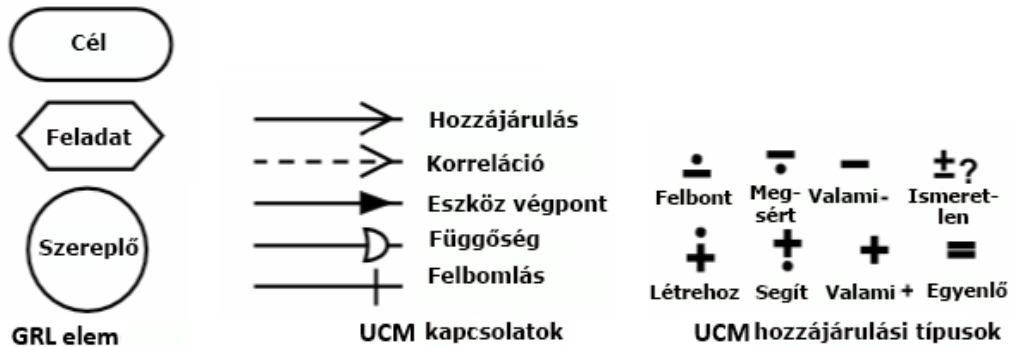 Cél
Feladat
Szereplő
GRL elem
Hozzájárulás
Korreláció
Eszköz végpont
Függőség
Felbomlás
UCM kapcsolatok
±?
Felbont
Meg-
sért
Valami-
Ismeret-
len
Létrehoz
Segít
Valami +
Egyenlő
UCM hozzájárulási típusok